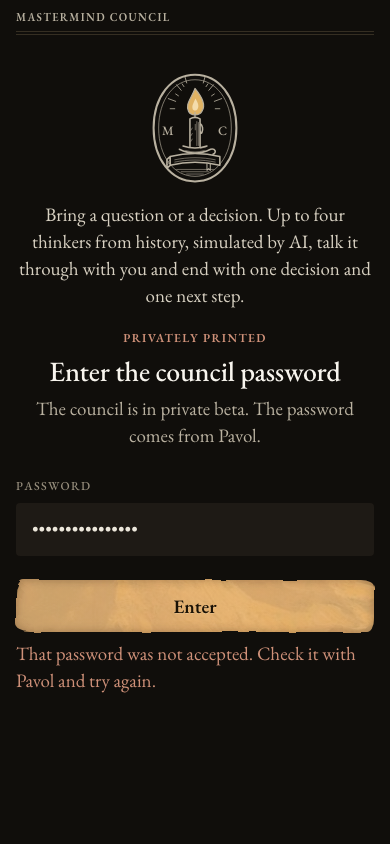 MASTERMIND COUNCIL
M C
Bring a question or a decision. Up to four
thinkers from history, simulated by AI, talk it
through with you and end with one decision and
one next step.
PRIVATELY PRINTED
Enter the council password
The council is in private beta. The password
comes from Pavol.
PASSWORD
••••••••••••••••
Enter
That password was not accepted. Check it with
Pavol and try again.